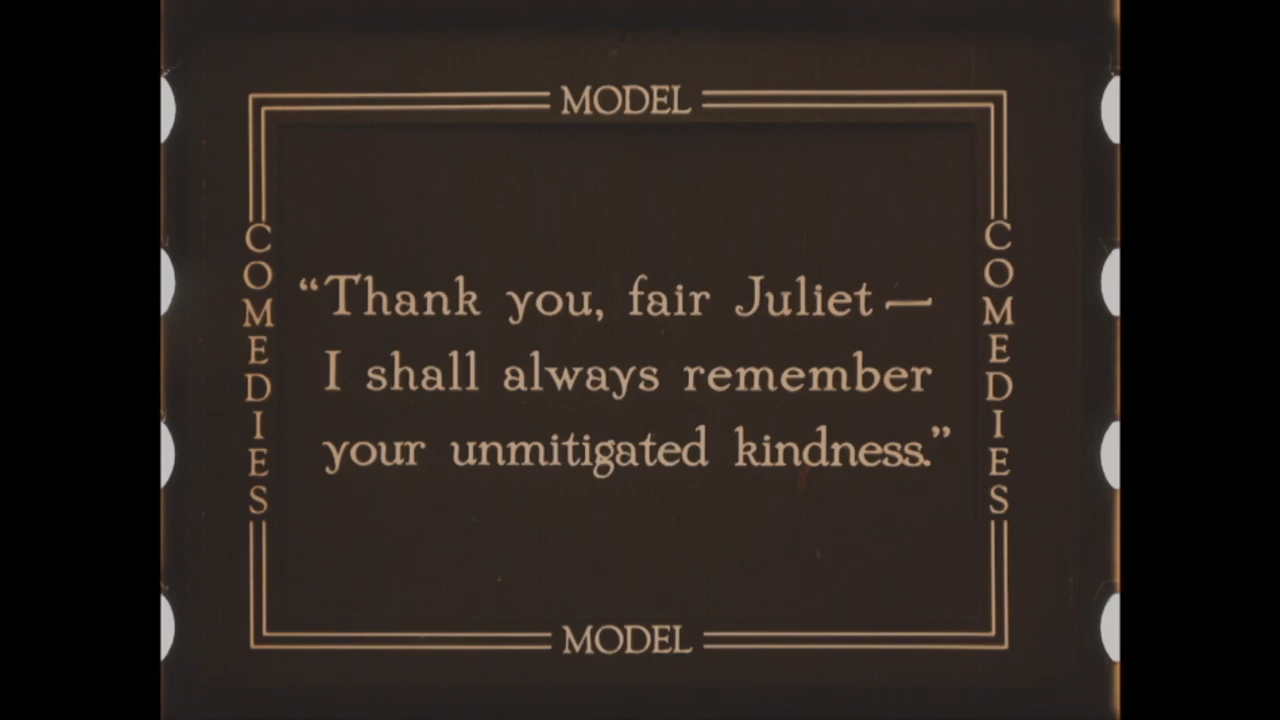 MODEL
COMEDIES
COMEDIES
“Thank you, fair Juliet —
I shall always remember
your unmitigated kindness.”
MODEL